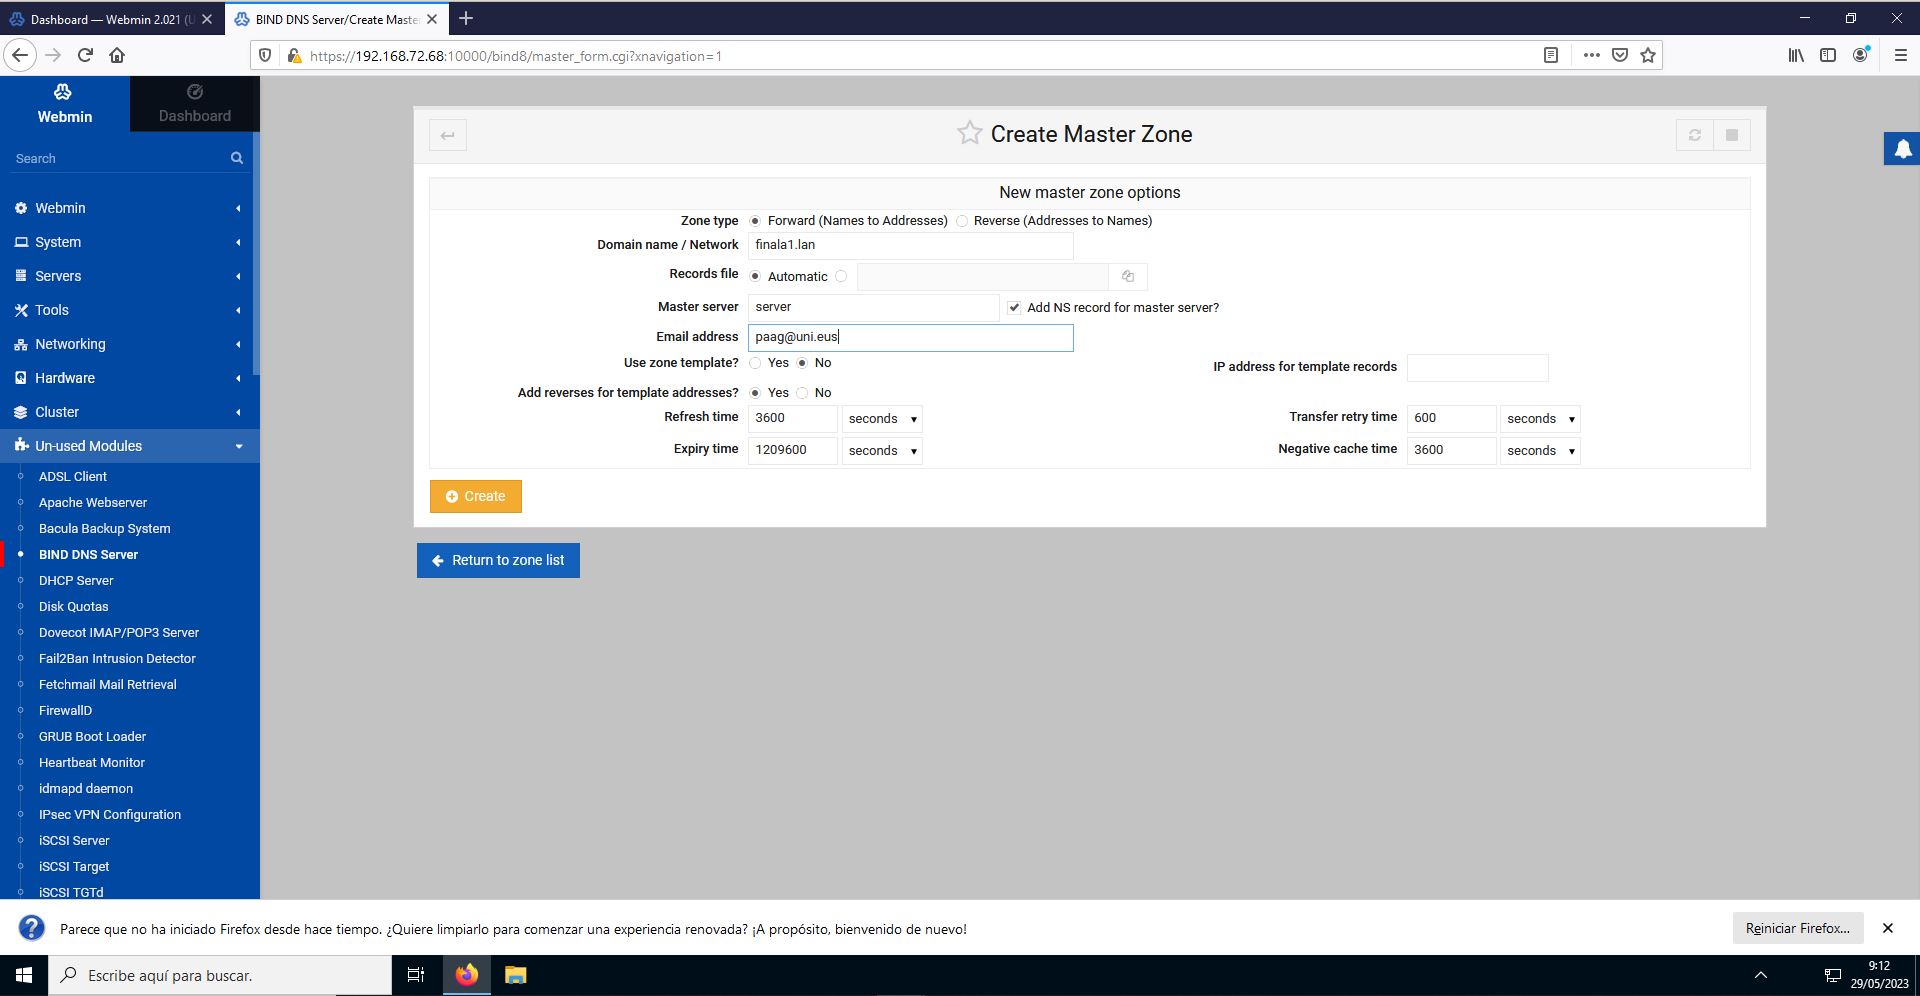 Dashboard — Webmin 2.021 (U
BIND DNS Server/Create Maste
https://192.168.72.68:10000/bind8/master_form.cgi?xnavigation=1
Webmin
Dashboard
Search
Webmin
System
Servers
Tools
Networking
Hardware
Cluster
Un-used Modules
ADSL Client
Apache Webserver
Bacula Backup System
BIND DNS Server
DHCP Server
Disk Quotas
Dovecot IMAP/POP3 Server
Fail2Ban Intrusion Detector
Fetchmail Mail Retrieval
FirewallD
GRUB Boot Loader
Heartbeat Monitor
idmapd daemon
IPsec VPN Configuration
iSCSI Server
iSCSI Target
iSCSI TGTd
Create Master Zone
New master zone options
Zone type Forward (Names to Addresses) Reverse (Addresses to Names)
Domain name / Network finala1.lan
Records file Automatic
Master server server Add NS record for master server?
Email address paag@uni.eus
Use zone template? Yes No IP address for template records
Add reverses for template addresses? Yes No
Refresh time 3600 seconds Transfer retry time 600 seconds
Expiry time 1209600 seconds Negative cache time 3600 seconds
Create
Return to zone list
Parece que no ha iniciado Firefox desde hace tiempo. ¿Quiere limpiarlo para comenzar una experiencia renovada? ¡A propósito, bienvenido de nuevo!
Reiniciar Firefox...
Escribe aquí para buscar.
9:12
29/05/2023